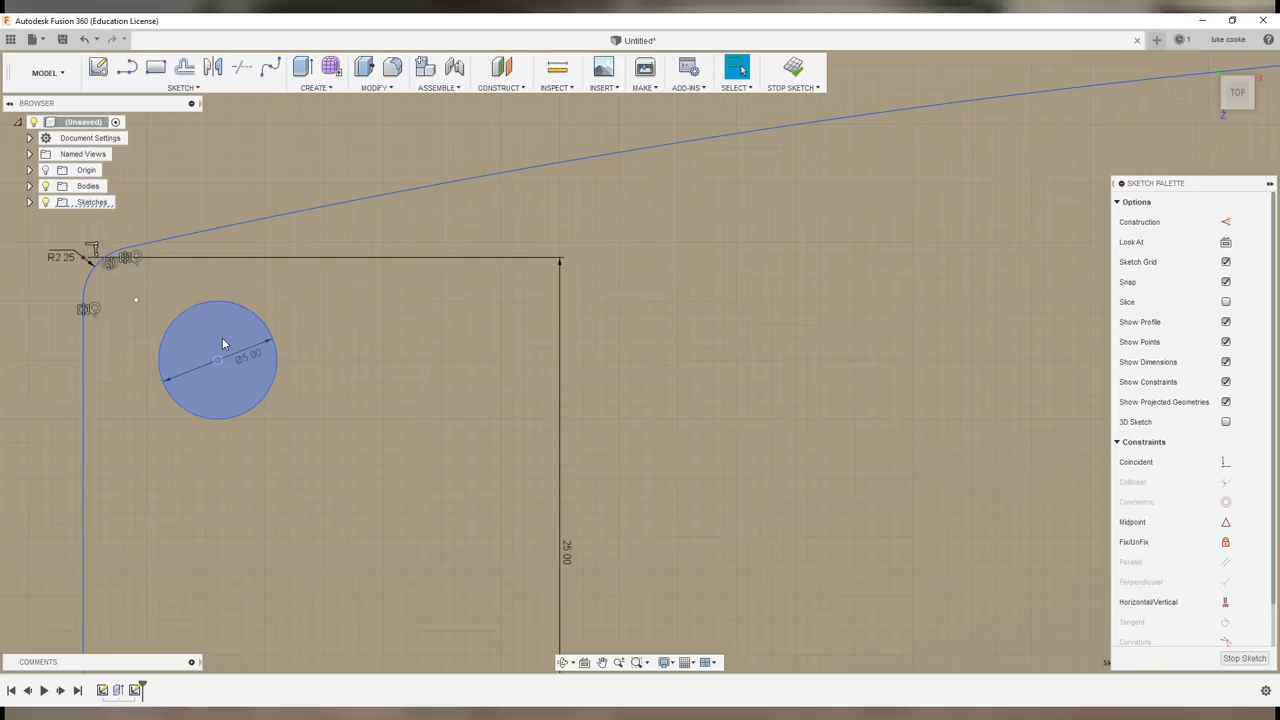 Autodesk Fusion 360 (Education License)
Untitled*
1
luke cooke
MODEL
SKETCH
CREATE
MODIFY
ASSEMBLE
CONSTRUCT
INSPECT
INSERT
MAKE
ADD-INS
SELECT
STOP SKETCH
BROWSER
(Unsaved)
Document Settings
Named Views
Origin
Bodies
Sketches
X
TOP
Z
R2.25
Ø5.00
25.00
SKETCH PALETTE
Options
Construction
Look At
Sketch Grid
Snap
Slice
Show Profile
Show Points
Show Dimensions
Show Constraints
Show Projected Geometries
3D Sketch
Constraints
Coincident
Collinear
Concentric
Midpoint
Fix/UnFix
Parallel
Perpendicular
Horizontal/Vertical
Tangent
Curvature
Stop Sketch
COMMENTS